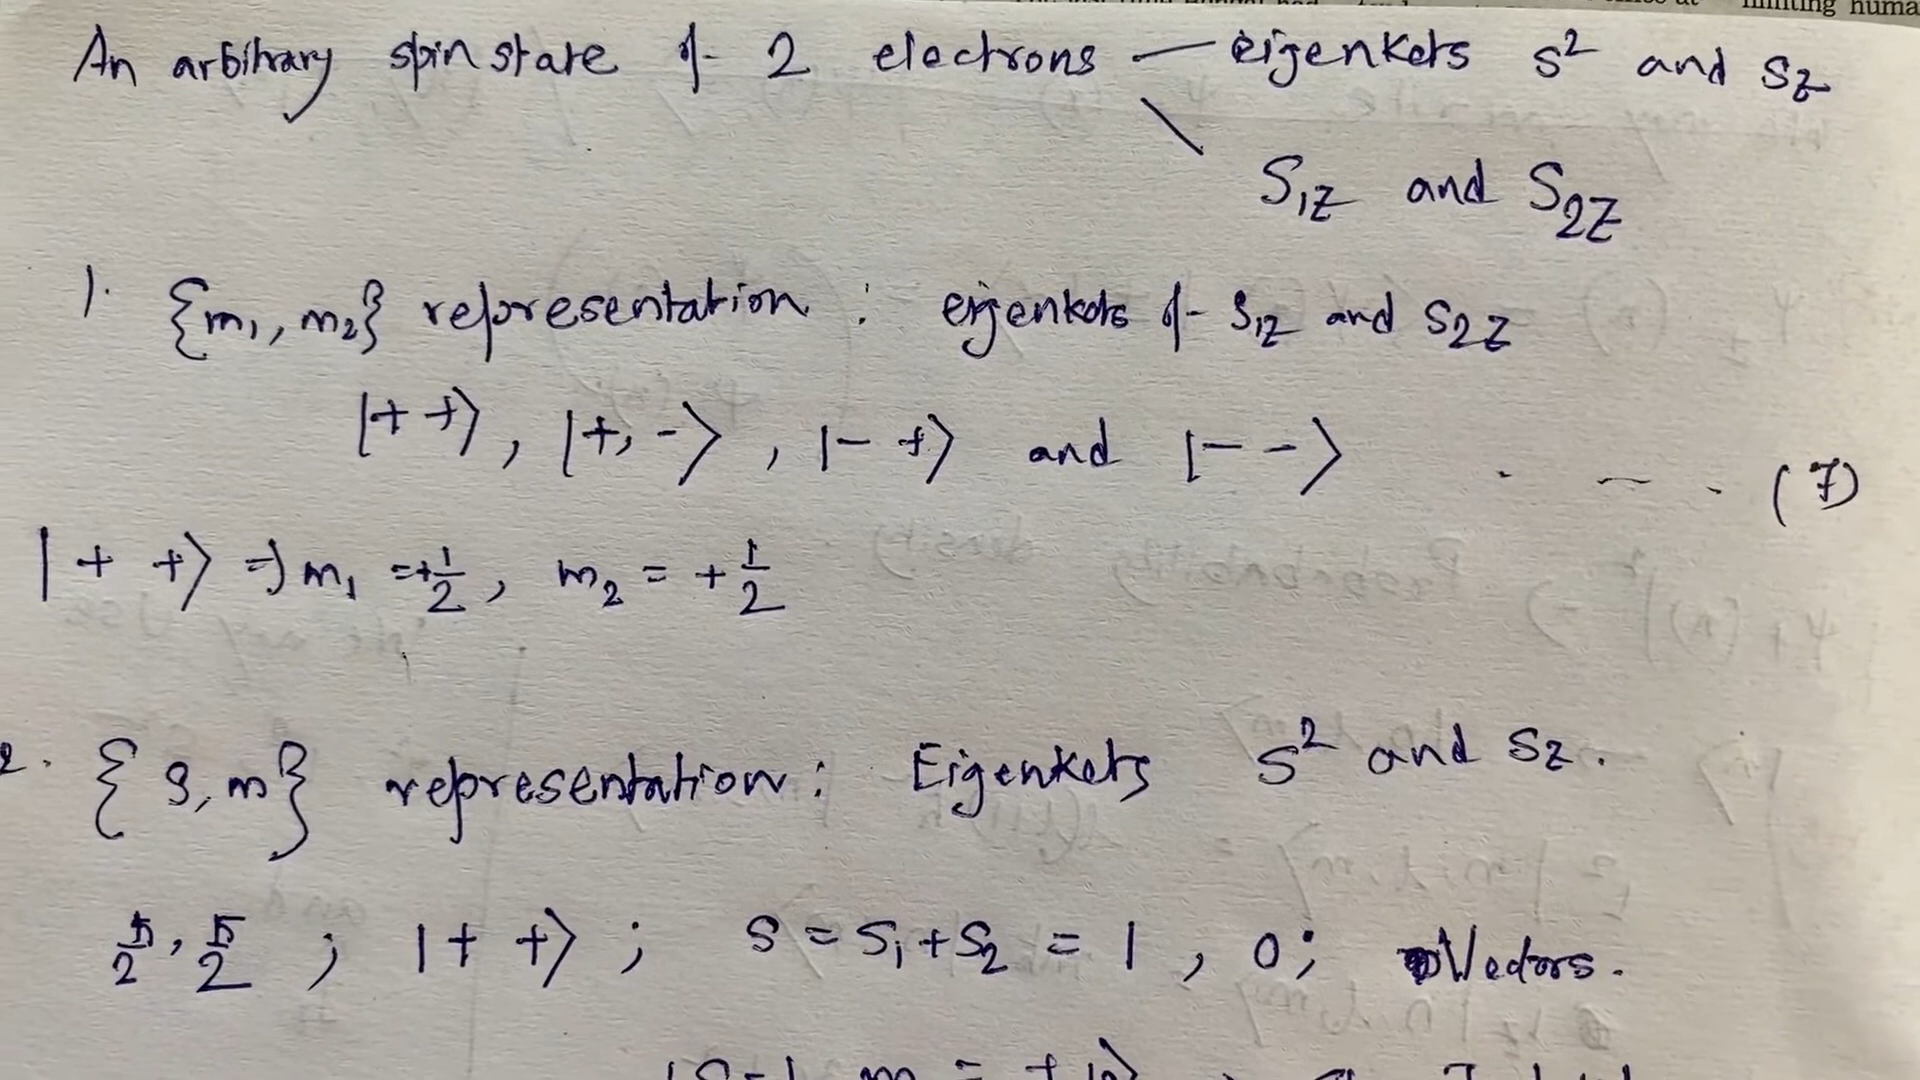 limiting huma
An arbitrary spin state of 2 electrons — eigenkets S² and Sz
S₁z and S₂z
1. {m₁, m₂} representation : eigenkets of S₁z and S₂z
|+ +⟩, |+, -⟩, |- +⟩ and |- -⟩ . — . (7)
|+ +⟩ ⇒ m₁ = +1/2, m₂ = +1/2
2. {s, m} representation : Eigenkets S² and Sz.
ħ/2, ħ/2 ; |+ +⟩ ; S = S₁ + S₂ = 1, 0; Vectors.